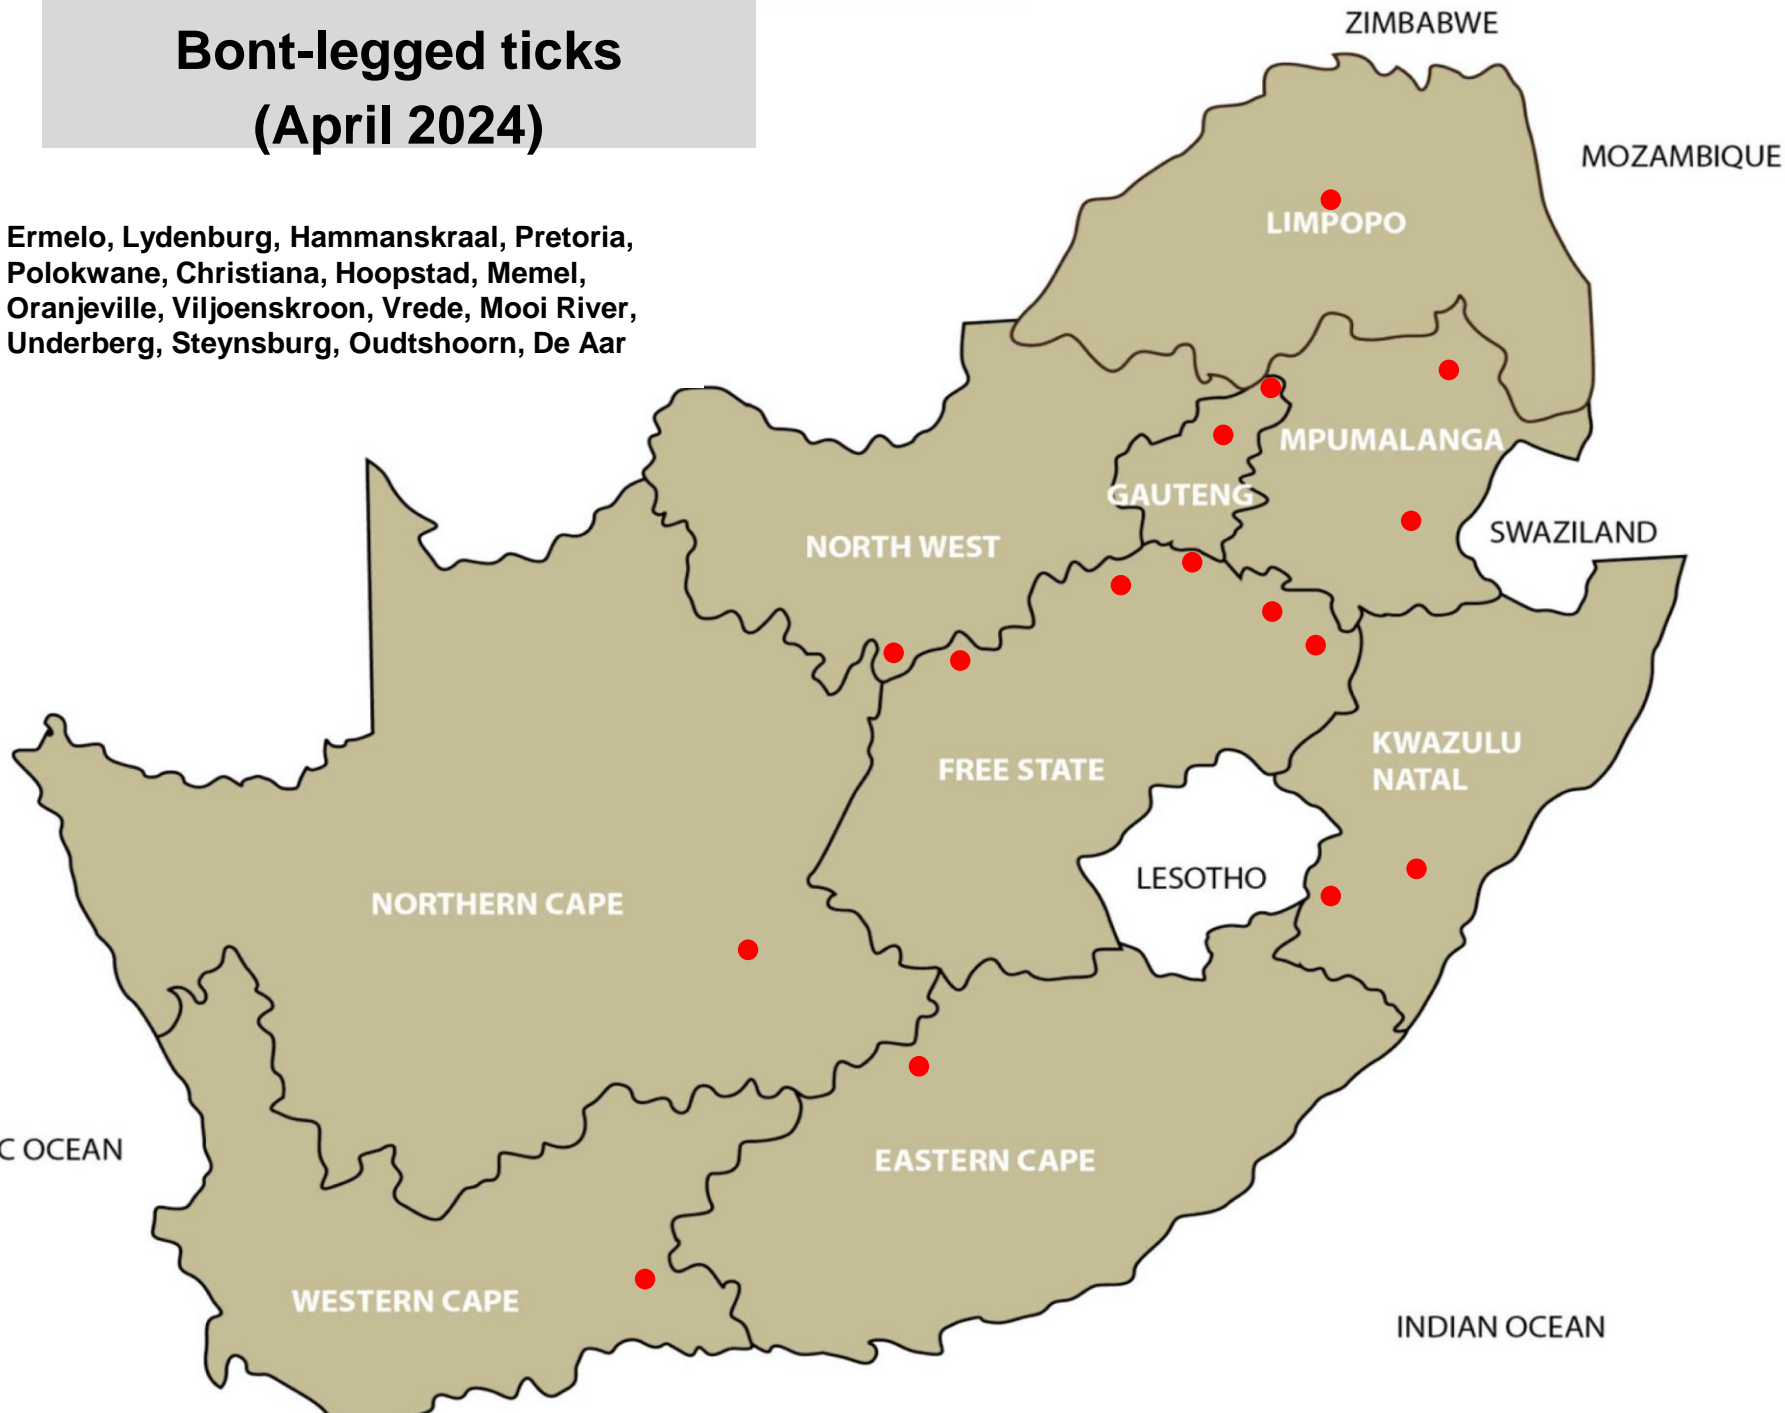 Bont-legged ticks
(April 2024)
Ermelo, Lydenburg, Hammanskraal, Pretoria,
Polokwane, Christiana, Hoopstad, Memel,
Oranjeville, Viljoenskroon, Vrede, Mooi River,
Underberg, Steynsburg, Oudtshoorn, De Aar
ZIMBABWE
MOZAMBIQUE
LIMPOPO
MPUMALANGA
GAUTENG
SWAZILAND
NORTH WEST
KWAZULU
NATAL
FREE STATE
LESOTHO
NORTHERN CAPE
C OCEAN
EASTERN CAPE
WESTERN CAPE
INDIAN OCEAN